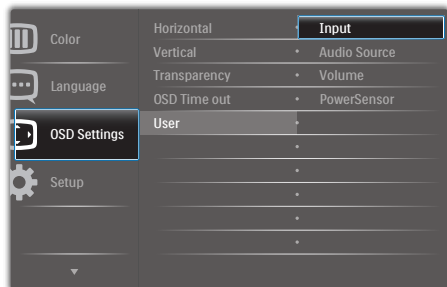 Color
Language
OSD Settings
Setup
Horizontal
Vertical
Transparency
OSD Time out
User
Input
Audio Source
Volume
PowerSensor